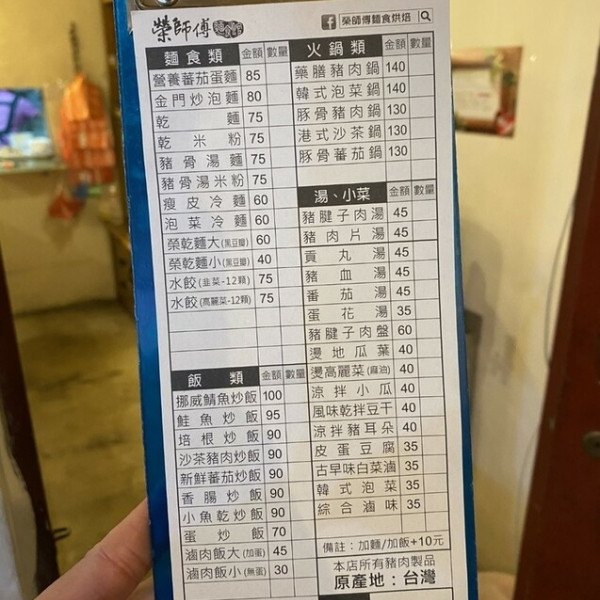 榮師傅
榮師傅麵食烘焙
麵食類 金額 數量
營養蕃茄蛋麵 85
金門炒泡麵 80
乾麵 75
乾米粉 75
豬骨湯麵 75
豬骨湯米粉 75
瘦皮冷麵 60
泡菜冷麵 60
榮乾麵大(黑豆瓣) 60
榮乾麵小(黑豆瓣) 40
水餃(韭菜-12顆) 75
水餃(高麗菜-12顆) 75
飯類 金額 數量
挪威鯖魚炒飯 100
鮭魚炒飯 95
培根炒飯 90
沙茶豬肉炒飯 90
新鮮蕃茄炒飯 90
香腸炒飯 90
小魚乾炒飯 90
蛋炒飯 70
滷肉飯大(加蛋) 45
滷肉飯小(無蛋) 30
火鍋類 金額 數量
藥膳豬肉鍋 140
韓式泡菜鍋 140
豚骨豬肉鍋 130
港式沙茶鍋 130
豚骨蕃茄鍋 130
湯、小菜 金額 數量
豬腱子肉湯 45
豬肉片湯 45
貢丸湯 45
豬血湯 45
番茄湯 45
蛋花湯 35
豬腱子肉盤 60
燙地瓜葉 40
燙高麗菜(麻油) 40
涼拌小瓜 40
風味乾拌豆干 40
涼拌豬耳朵 40
皮蛋豆腐 35
古早味白菜滷 35
韓式泡菜 35
綜合滷味 35
備註：加麵/加飯+10元
本店所有豬肉製品
原產地：台灣